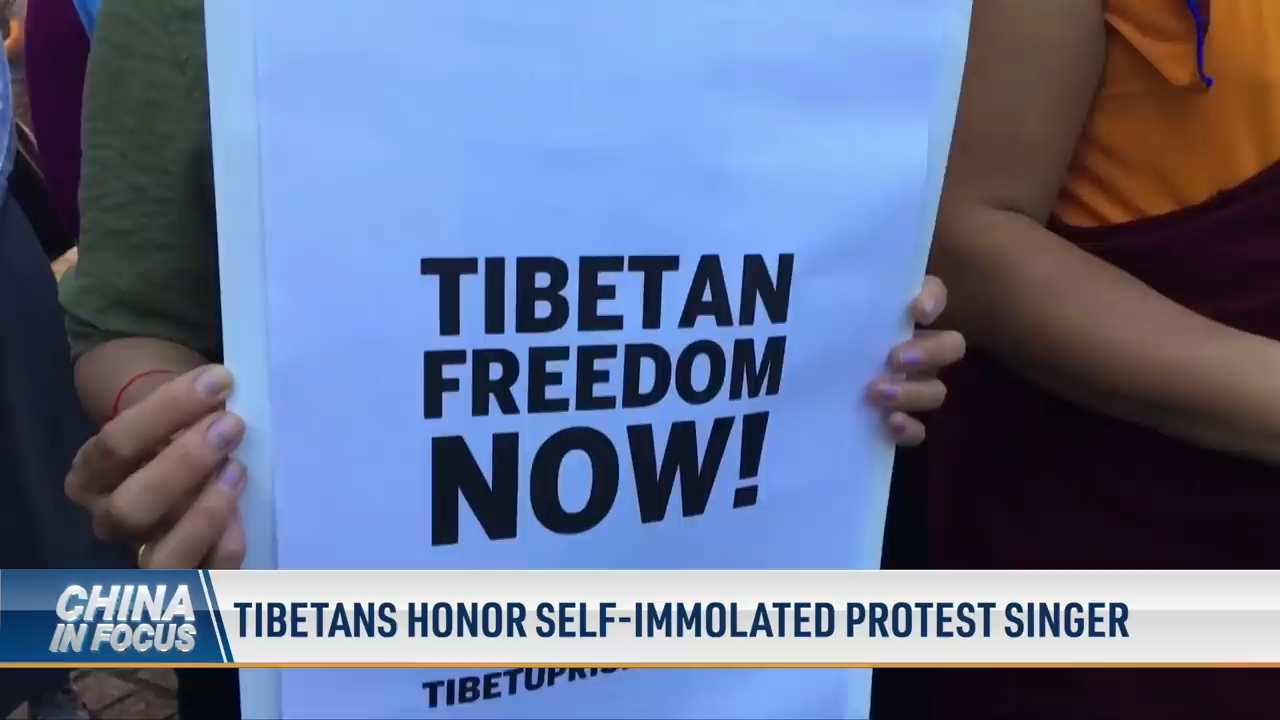 TIBETAN
FREEDOM
NOW!
CHINA
IN FOCUS
TIBETANS HONOR SELF-IMMOLATED PROTEST SINGER